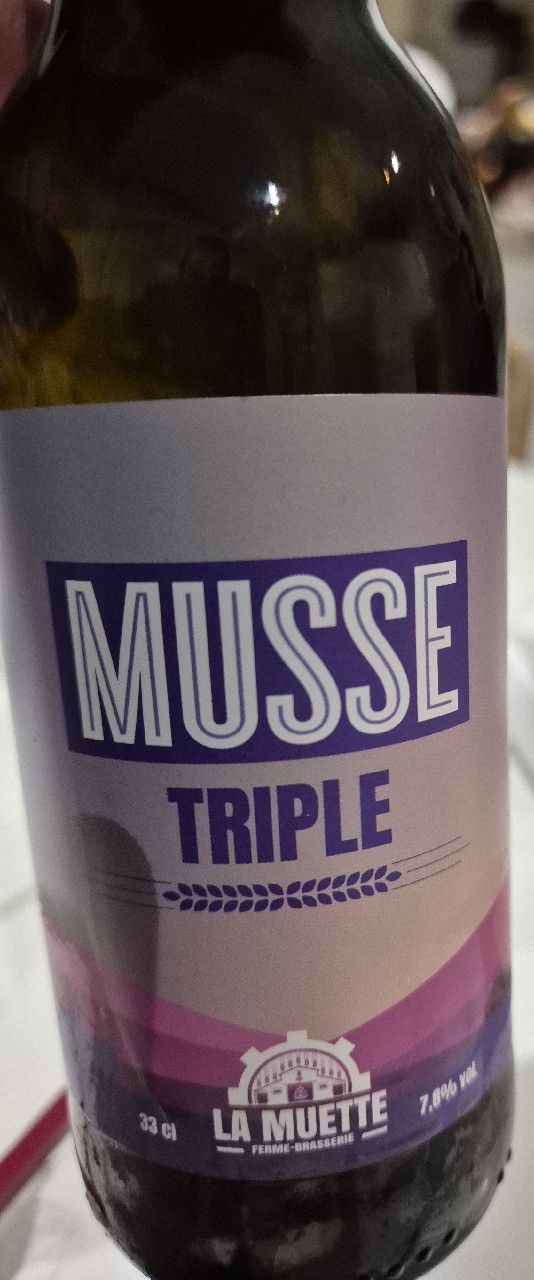 MUSSE
TRIPLE
33 cl
LA MUETTE
FERME-BRASSERIE
7,8% vol.